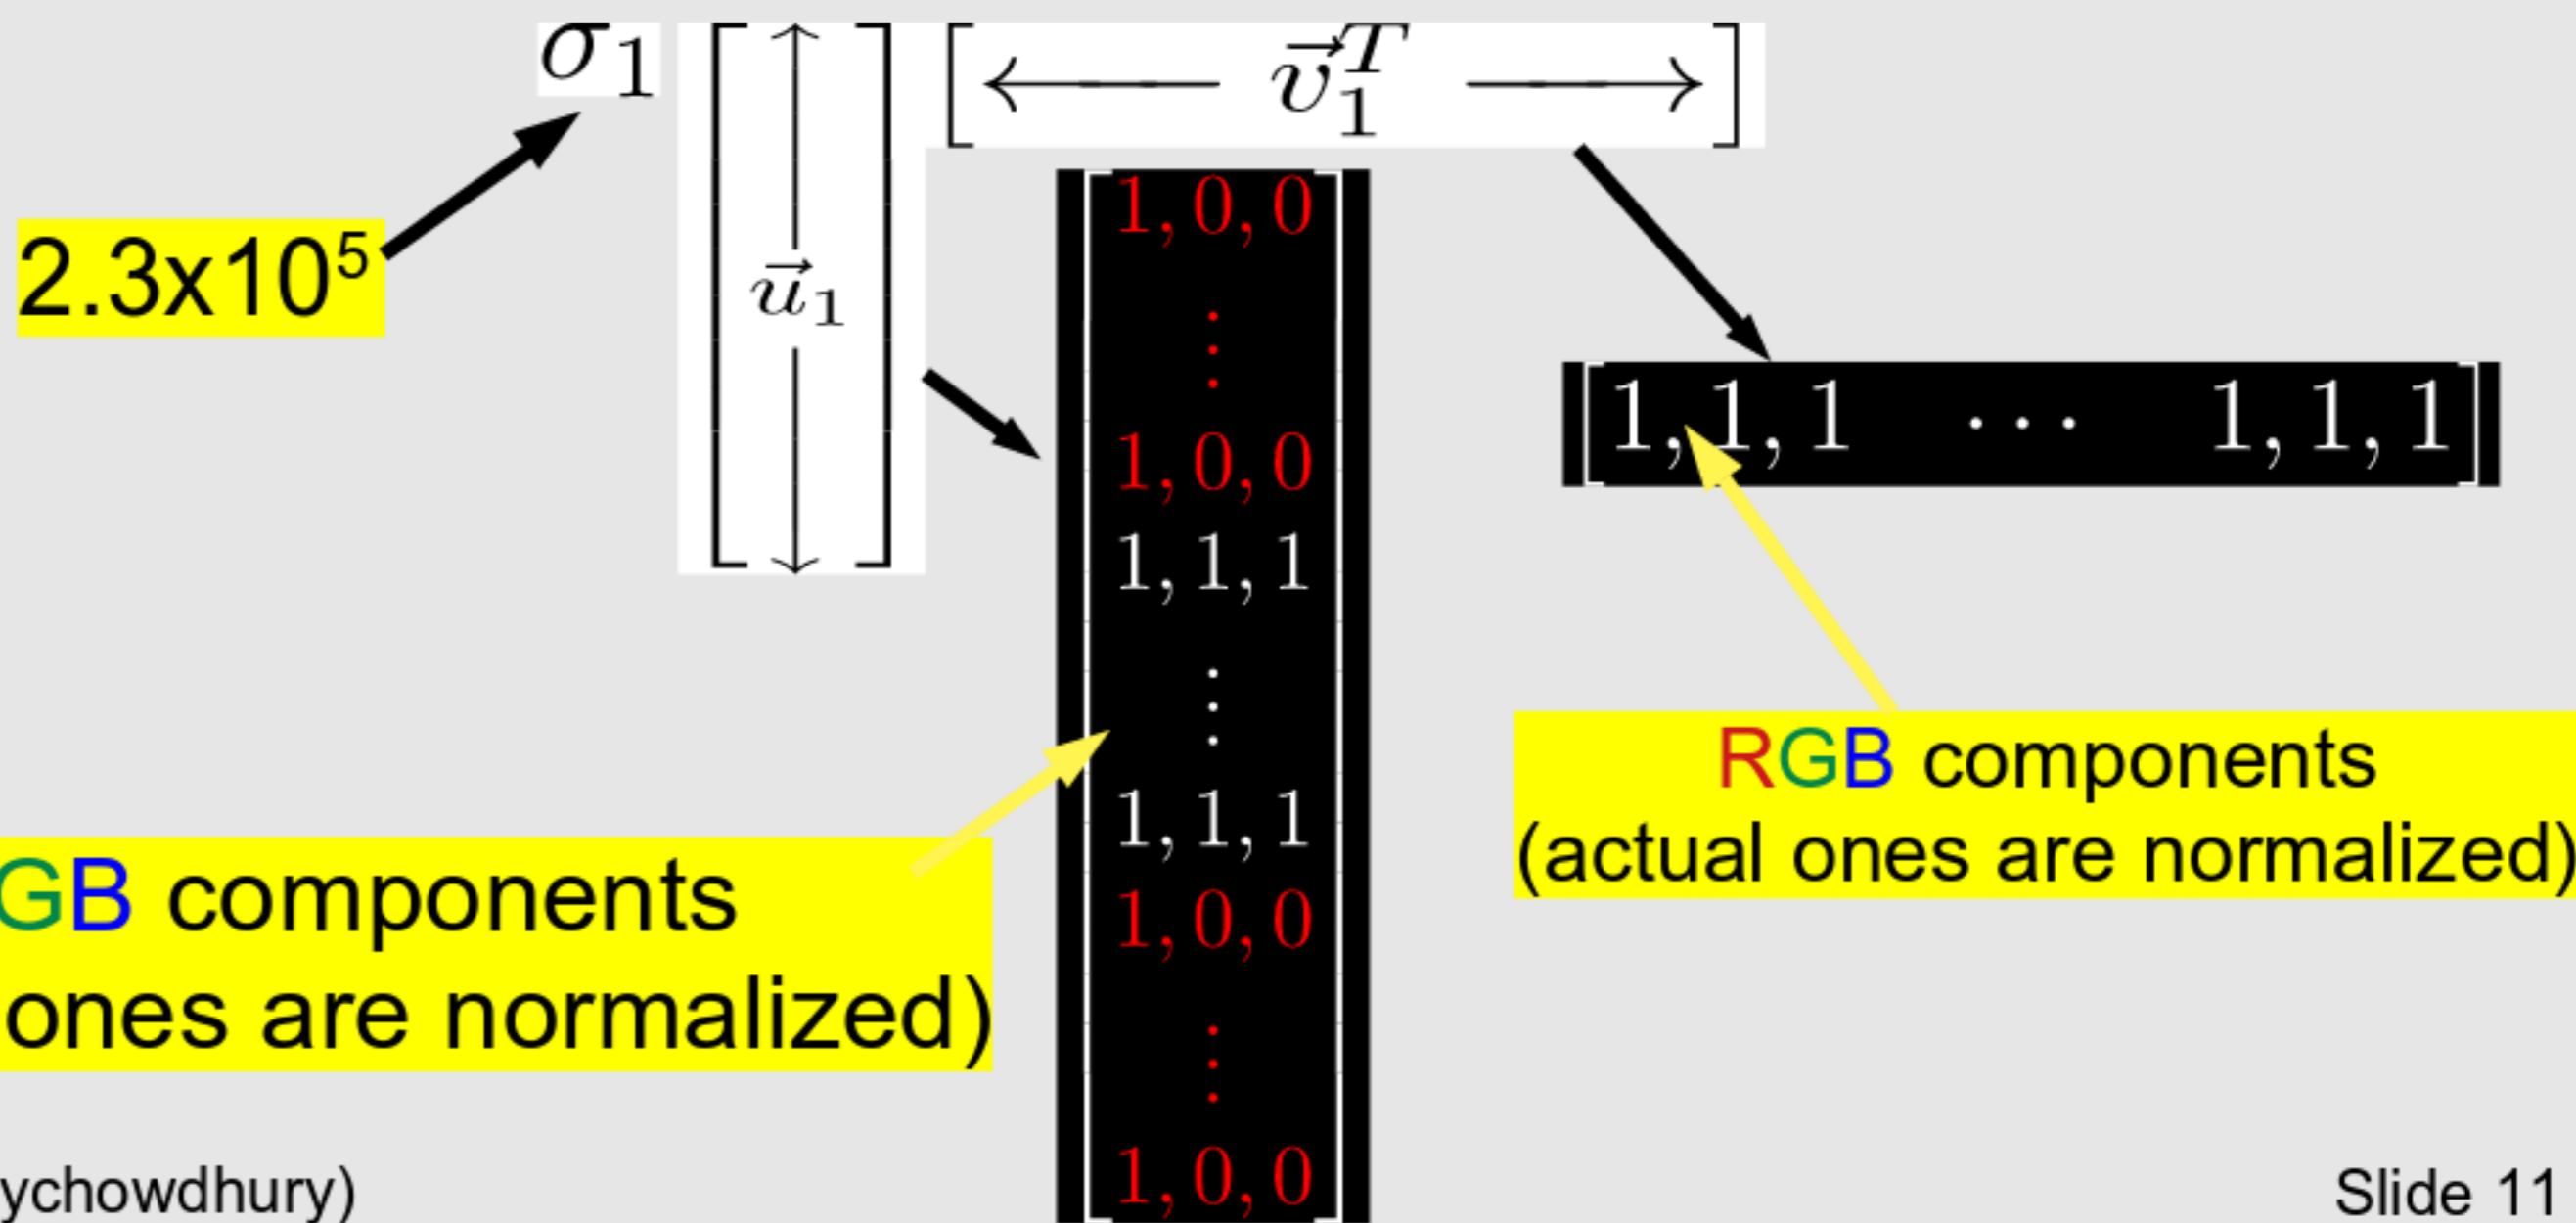 σ₁ [u⃗₁] [← v⃗₁ᵀ →]
2.3x10⁵
1, 0, 0
⋮
1, 0, 0
1, 1, 1
⋮
1, 1, 1
1, 0, 0
⋮
1, 0, 0
[1, 1, 1 ⋯ 1, 1, 1]
RGB components
(actual ones are normalized)
GB components
ones are normalized)
ychowdhury)
Slide 11